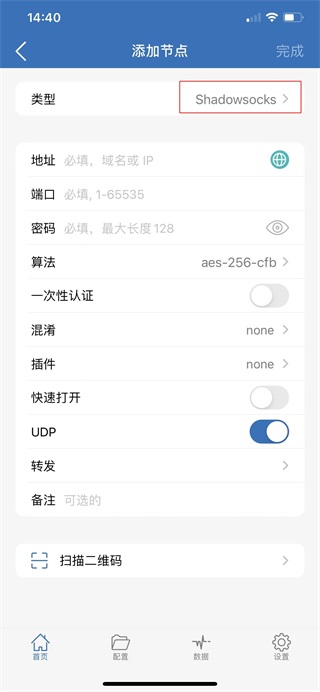 14:40
添加节点 完成
类型 Shadowsocks
地址 必填，域名或 IP
端口 必填, 1-65535
密码 必填，最大长度 128
算法 aes-256-cfb
一次性认证
混淆 none
插件 none
快速打开
UDP
转发
备注 可选的
扫描二维码
首页 配置 数据 设置